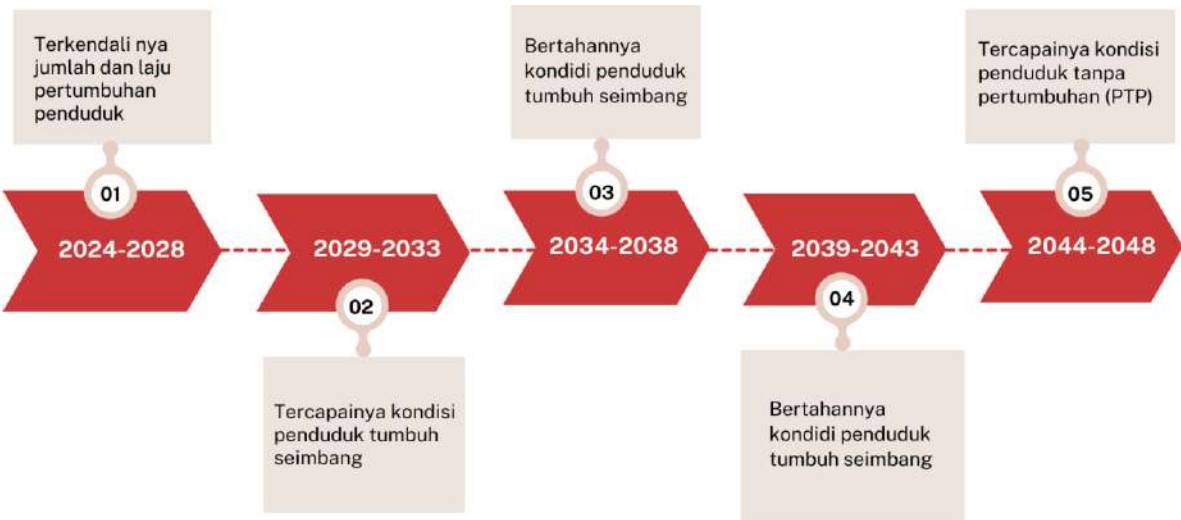 Terkendali nya
jumlah dan laju
pertumbuhan
penduduk
01
2024-2028
2029-2033
02
Tercapainya kondisi
penduduk tumbuh
seimbang
Bertahannya
kondidi penduduk
tumbuh seimbang
03
2034-2038
2039-2043
04
Bertahannya
kondidi penduduk
tumbuh seimbang
Tercapainya kondisi
penduduk tanpa
pertumbuhan (PTP)
05
2044-2048